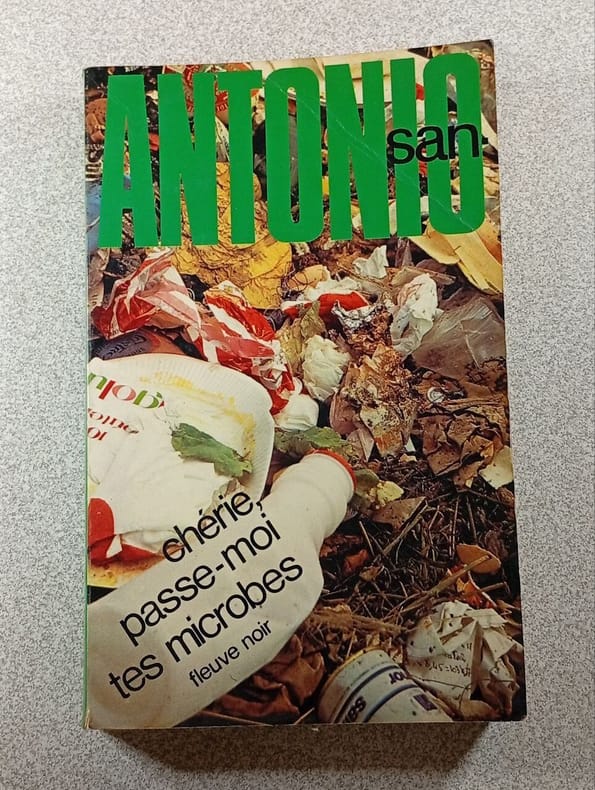 ANTONIO
san-
chérie,
passe-moi
tes microbes
fleuve noir